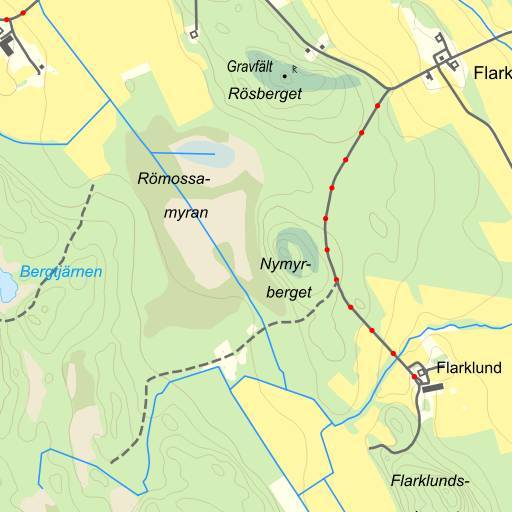 Gravfält
Rösberget
Flark
Römossa-
myran
Nymyr-
berget
Bergtjärnen
Flarklund
Flarklunds-